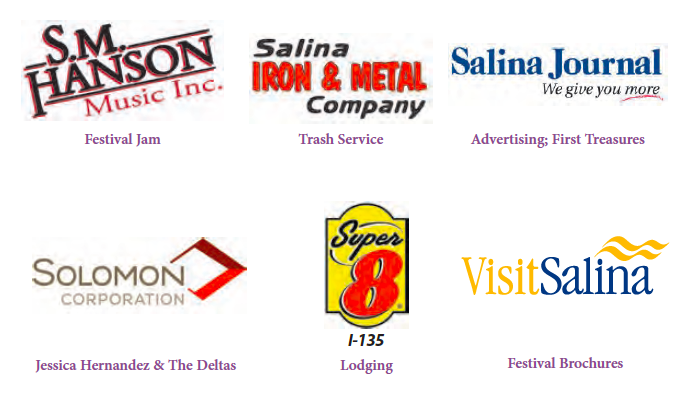 S.M.
HANSON
Music Inc.
Festival Jam
Salina
IRON & METAL
Company
Trash Service
Salina Journal
We give you more
Advertising; First Treasures
SOLOMON
CORPORATION
Jessica Hernandez & The Deltas
Super
8
I-135
Lodging
VisitSalina
Festival Brochures